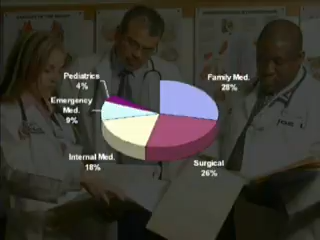 Pediatrics
4%
Family Med.
28%
Emergency
Med.
9%
Internal Med.
18%
Surgical
26%